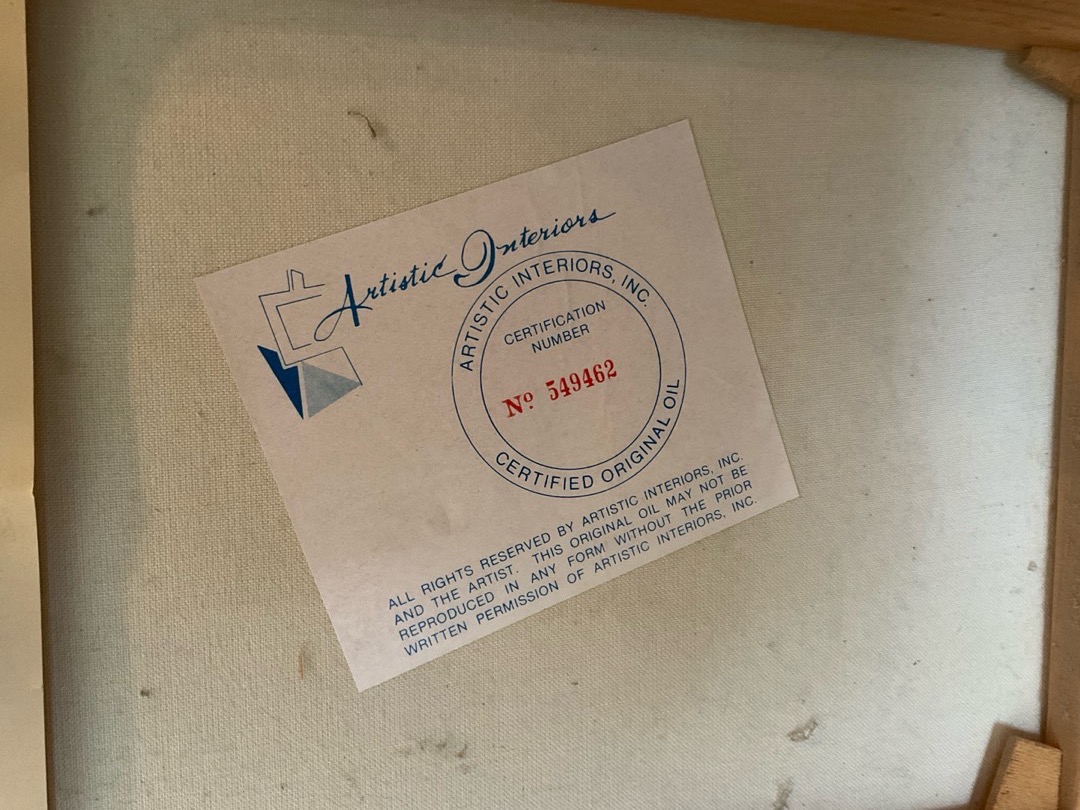 Artistic Interiors
ARTISTIC INTERIORS, INC.
CERTIFICATION
NUMBER
Nº 549462
CERTIFIED ORIGINAL OIL
ALL RIGHTS RESERVED BY ARTISTIC INTERIORS, INC.
AND THE ARTIST. THIS ORIGINAL OIL MAY NOT BE
REPRODUCED IN ANY FORM WITHOUT THE PRIOR
WRITTEN PERMISSION OF ARTISTIC INTERIORS, INC.